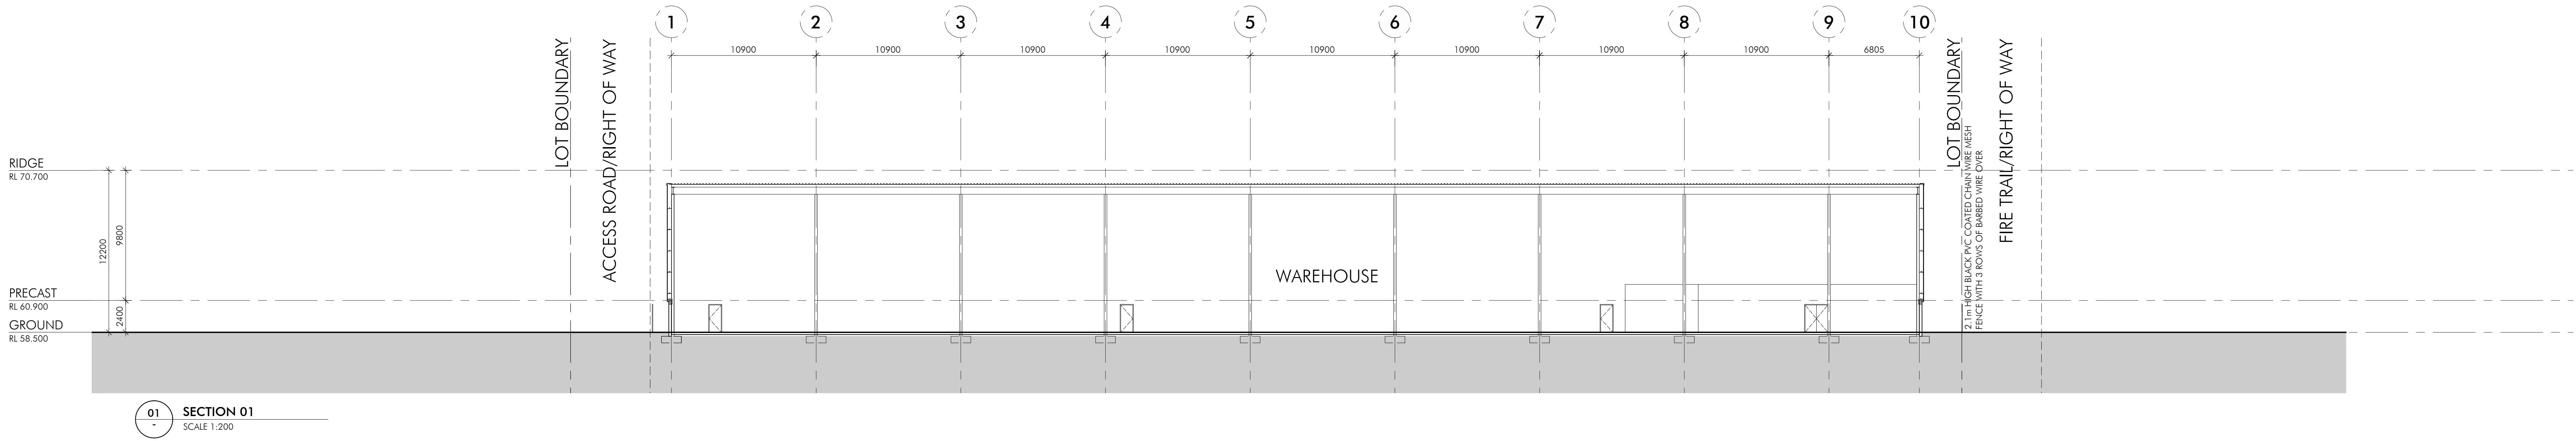 1
2
3
4
5
6
7
8
9
10
10900
10900
10900
10900
10900
10900
10900
10900
6805
LOT BOUNDARY
ACCESS ROAD/RIGHT OF WAY
LOT BOUNDARY
2.1m HIGH BLACK PVC COATED CHAIN WIRE MESH
FENCE WITH 3 ROWS OF BARBED WIRE OVER
FIRE TRAIL/RIGHT OF WAY
RIDGE
RL 70.700
12200
9800
2400
PRECAST
RL 60.900
GROUND
RL 58.500
WAREHOUSE
01
-
SECTION 01
SCALE 1:200